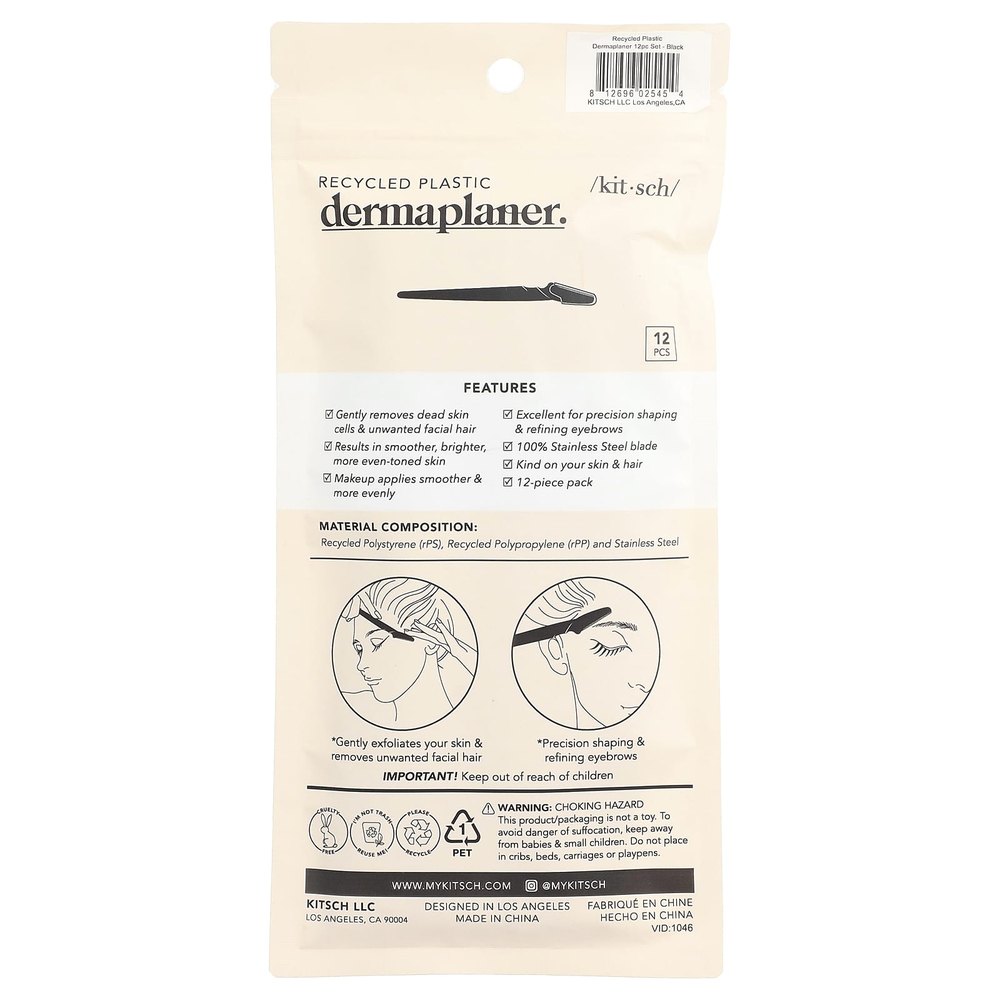 Recycled Plastic
Dermaplaner 12pc Set - Black
8 12696 02545 4
KITSCH LLC Los Angeles,CA
RECYCLED PLASTIC
dermaplaner.
/kit·sch/
12
PCS
FEATURES
☑ Gently removes dead skin
cells & unwanted facial hair
☑ Results in smoother, brighter,
more even-toned skin
☑ Makeup applies smoother &
more evenly
☑ Excellent for precision shaping
& refining eyebrows
☑ 100% Stainless Steel blade
☑ Kind on your skin & hair
☑ 12-piece pack
MATERIAL COMPOSITION:
Recycled Polystyrene (rPS), Recycled Polypropylene (rPP) and Stainless Steel
*Gently exfoliates your skin &
removes unwanted facial hair
*Precision shaping &
refining eyebrows
IMPORTANT! Keep out of reach of children
CRUELTY
FREE
I'M NOT TRASH
REUSE ME!
PLEASE
RECYCLE
1
PET
⚠ WARNING: CHOKING HAZARD
This product/packaging is not a toy. To
avoid danger of suffocation, keep away
from babies & small children. Do not place
in cribs, beds, carriages or playpens.
WWW.MYKITSCH.COM @MYKITSCH
KITSCH LLC
LOS ANGELES, CA 90004
DESIGNED IN LOS ANGELES
MADE IN CHINA
FABRIQUÉ EN CHINE
HECHO EN CHINA
VID:1046